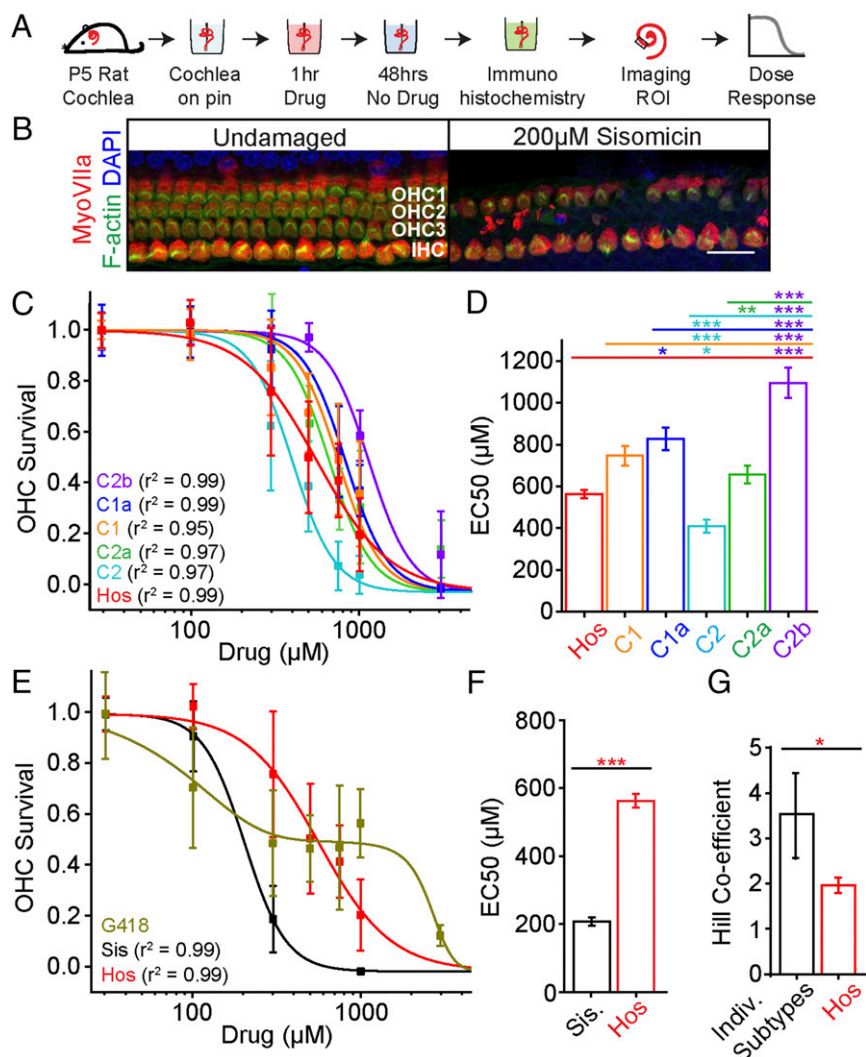 A
P5 Rat
Cochlea
Cochlea
on pin
1hr
Drug
48hrs
No Drug
Immuno
histochemistry
Imaging
ROI
Dose
Response
B
MyoVIIa
F-actin DAPI
Undamaged
200µM Sisomicin
OHC1
OHC2
OHC3
IHC
C
OHC Survival
1.0
0.8
0.6
0.4
0.2
0.0
C2b (r² = 0.99)
C1a (r² = 0.99)
C1 (r² = 0.95)
C2a (r² = 0.97)
C2 (r² = 0.97)
Hos (r² = 0.99)
100
1000
Drug (µM)
D
***
** ***
*** ***
*** ***
* * ***
EC50 (µM)
1200
1000
800
600
400
200
0
Hos
C1
C1a
C2
C2a
C2b
E
OHC Survival
1.0
0.8
0.6
0.4
0.2
0.0
G418
Sis (r² = 0.99)
Hos (r² = 0.99)
100
1000
Drug (µM)
F
***
EC50 (µM)
800
600
400
200
0
Sis.
Hos
G
*
Hill Co-efficient
5
4
3
2
1
0
Indiv.
Subtypes
Hos